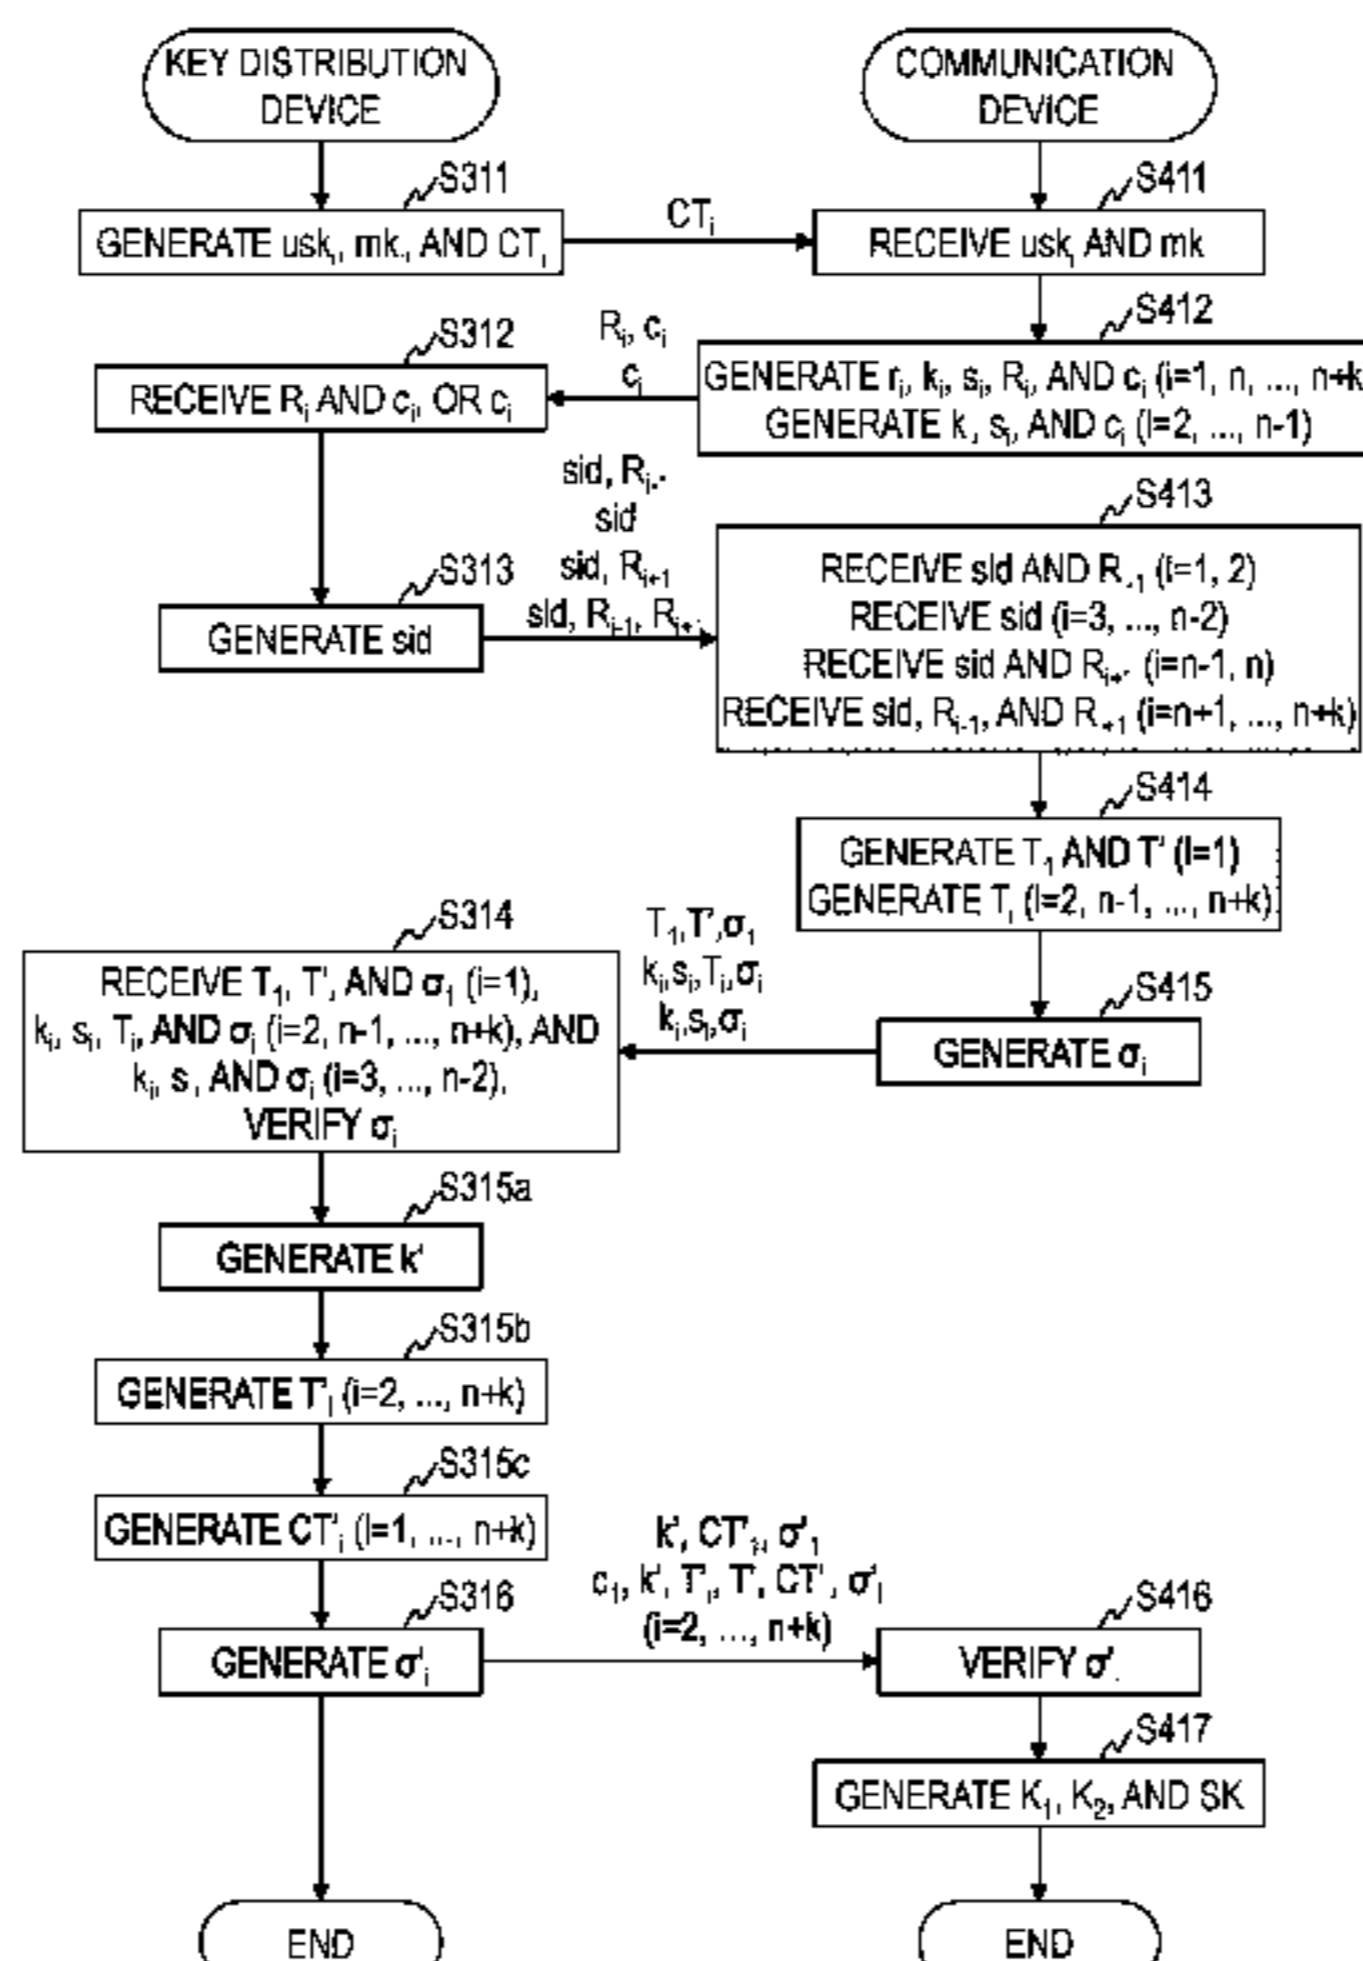 KEY DISTRIBUTION
DEVICE
COMMUNICATION
DEVICE
S311
GENERATE uskᵢ, mkᵢ, AND CTᵢ
CTᵢ
S411
RECEIVE uskᵢ AND mk
S312
RECEIVE Rᵢ AND cᵢ, OR cᵢ
Rᵢ, cᵢ
cᵢ
S412
GENERATE rᵢ, kᵢ, sᵢ, Rᵢ, AND cᵢ (i=1, n, ..., n+k
GENERATE k, sᵢ, AND cᵢ (i=2, ..., n-1)
sid, Rᵢ₋
sid
sid, Rᵢ₊₁
sid, Rᵢ₋₁, Rᵢ₊
S313
GENERATE sid
S413
RECEIVE sid AND R₋₁ (i=1, 2)
RECEIVE sid (i=3, ..., n-2)
RECEIVE sid AND Rᵢ₊ (i=n-1, n)
RECEIVE sid, Rᵢ₋₁, AND R₊₁ (i=n+1, ..., n+k)
S414
GENERATE T₁ AND T' (i=1)
GENERATE Tᵢ (i=2, n-1, ..., n+k)
S314
RECEIVE T₁, T', AND σ₁ (i=1),
kᵢ, sᵢ, Tᵢ, AND σᵢ (i=2, n-1, ..., n+k), AND
kᵢ, s, AND σᵢ (i=3, ..., n-2),
VERIFY σᵢ
T₁,T',σ₁
kᵢ,sᵢ,Tᵢ,σᵢ
kᵢ,sᵢ,σᵢ
S415
GENERATE σᵢ
S315a
GENERATE k'
S315b
GENERATE T'ᵢ (i=2, ..., n+k)
S315c
GENERATE CT'ᵢ (i=1, ..., n+k)
k', CT'₁, σ'₁
c₁, k', T'ᵢ, T', CT', σ'ᵢ
(i=2, ..., n+k)
S316
GENERATE σ'ᵢ
S416
VERIFY σ'
S417
GENERATE K₁, K₂, AND SK
END
END